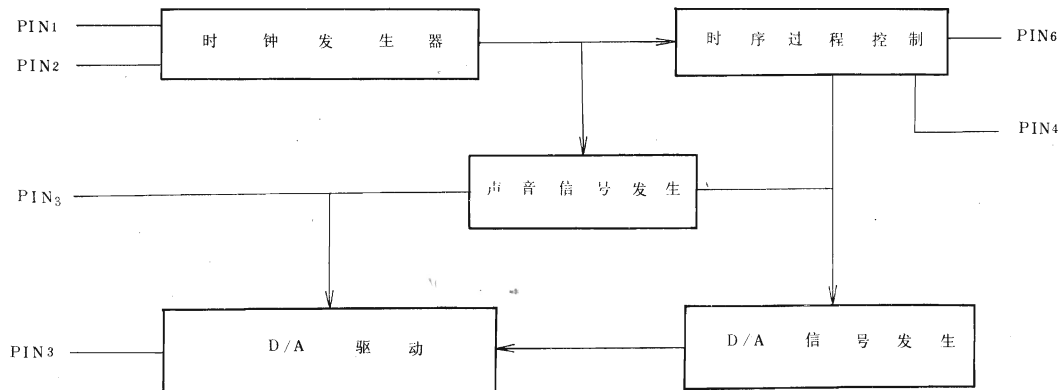 PIN1
时钟发生器
时序过程控制
PIN6
PIN2
PIN4
声音信号发生
PIN3
D/A 驱动
D/A 信号发生
PIN3